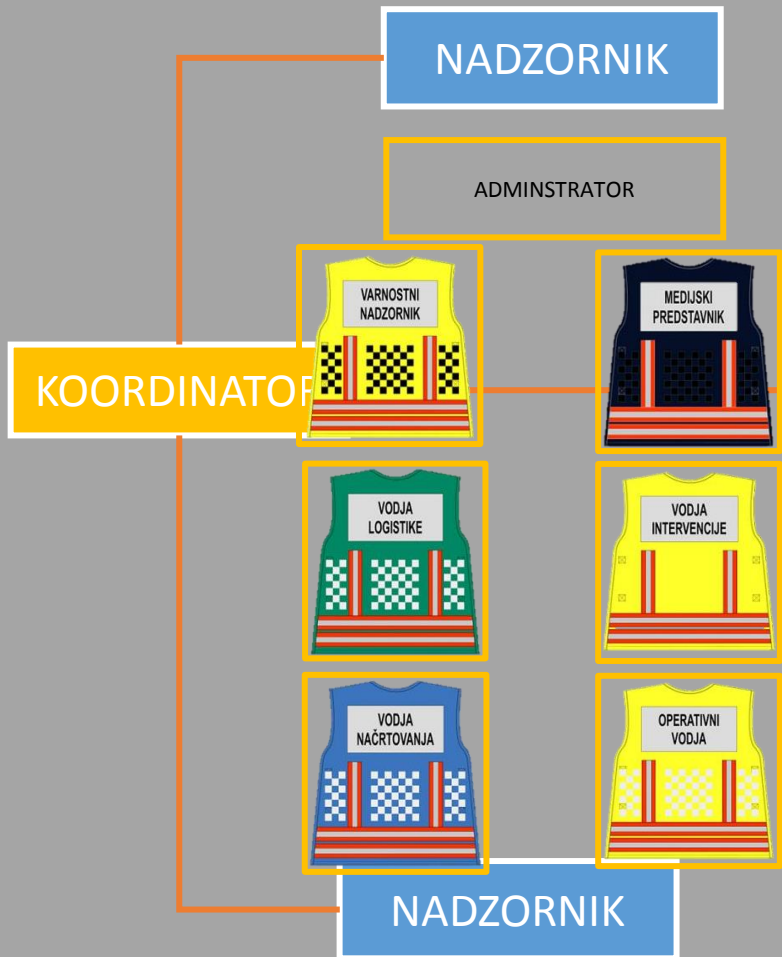 NADZORNIK
ADMINSTRATOR
VARNOSTNI
NADZORNIK
MEDIJSKI
PREDSTAVNIK
KOORDINATOR
VODJA
LOGISTIKE
VODJA
INTERVENCIJE
VODJA
NAČRTOVANJA
OPERATIVNI
VODJA
NADZORNIK